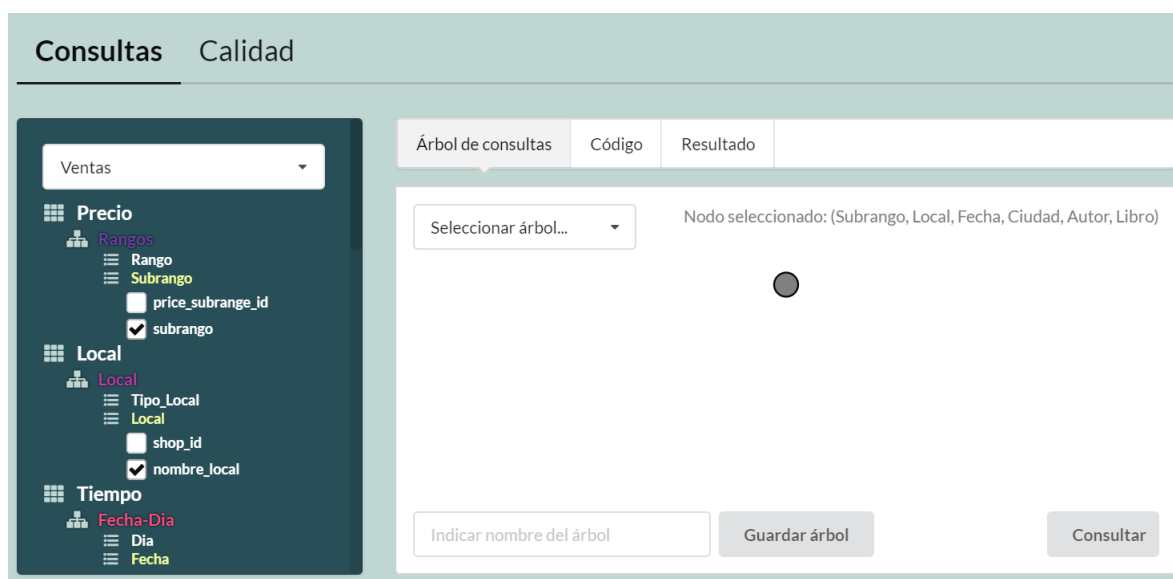 Consultas Calidad
Ventas
Precio
Rangos
Rango
Subrango
price_subrange_id
subrango
Local
Local
Tipo_Local
Local
shop_id
nombre_local
Tiempo
Fecha-Dia
Dia
Fecha
Árbol de consultas Código Resultado
Seleccionar árbol... Nodo seleccionado: (Subrango, Local, Fecha, Ciudad, Autor, Libro)
Indicar nombre del árbol Guardar árbol Consultar